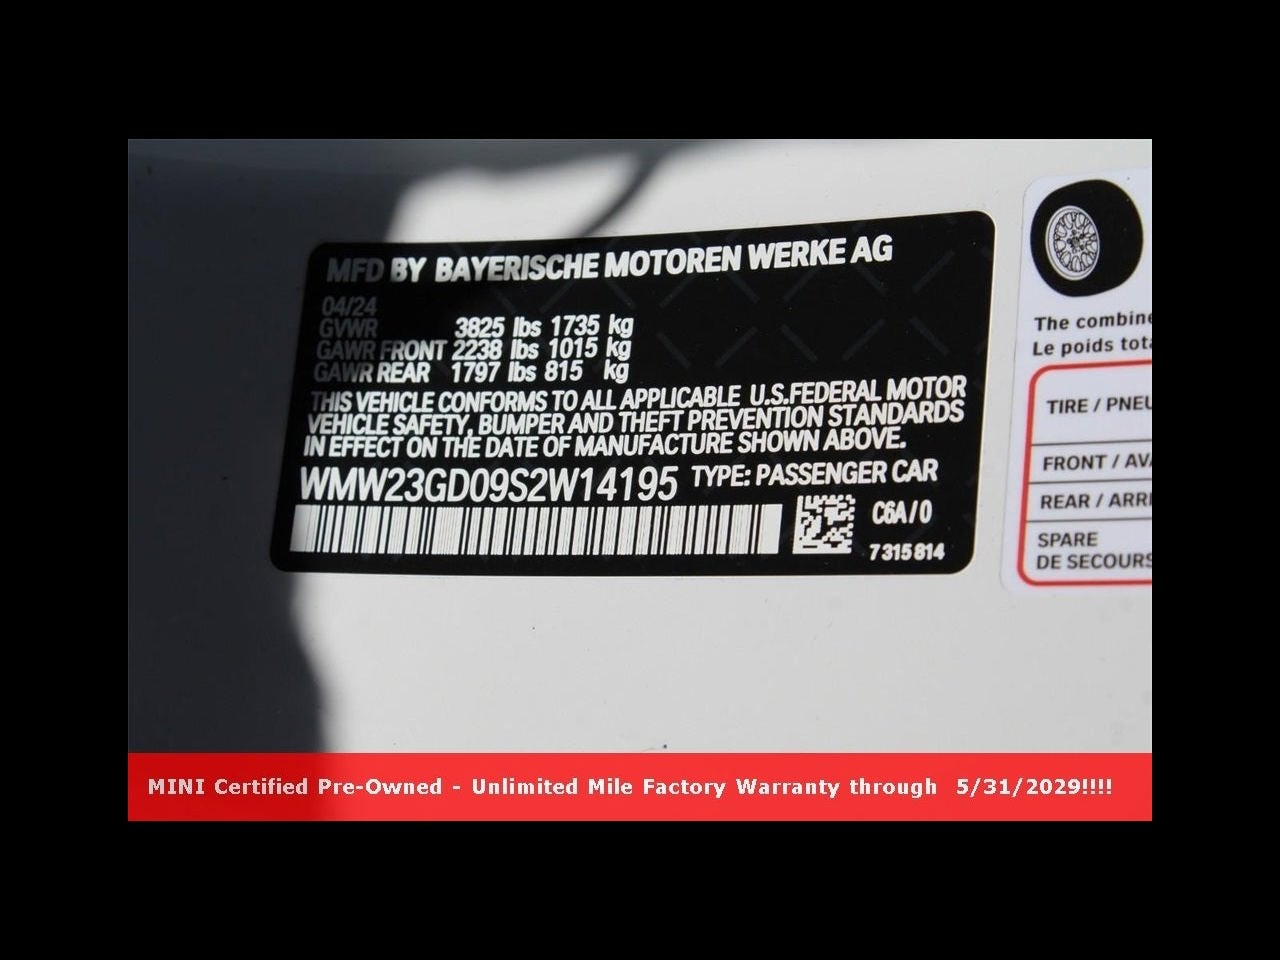 MFD BY BAYERISCHE MOTOREN WERKE AG
04/24
GVWR 3825 lbs 1735 kg
GAWR FRONT 2238 lbs 1015 kg
GAWR REAR 1797 lbs 815 kg
THIS VEHICLE CONFORMS TO ALL APPLICABLE U.S.FEDERAL MOTOR
VEHICLE SAFETY, BUMPER AND THEFT PREVENTION STANDARDS
IN EFFECT ON THE DATE OF MANUFACTURE SHOWN ABOVE.
WMW23GD09S2W14195 TYPE: PASSENGER CAR
C6A/0
7315814
The combine
Le poids tota
TIRE / PNEU
FRONT / AVA
REAR / ARRI
SPARE
DE SECOURS
MINI Certified Pre-Owned - Unlimited Mile Factory Warranty through 5/31/2029!!!!